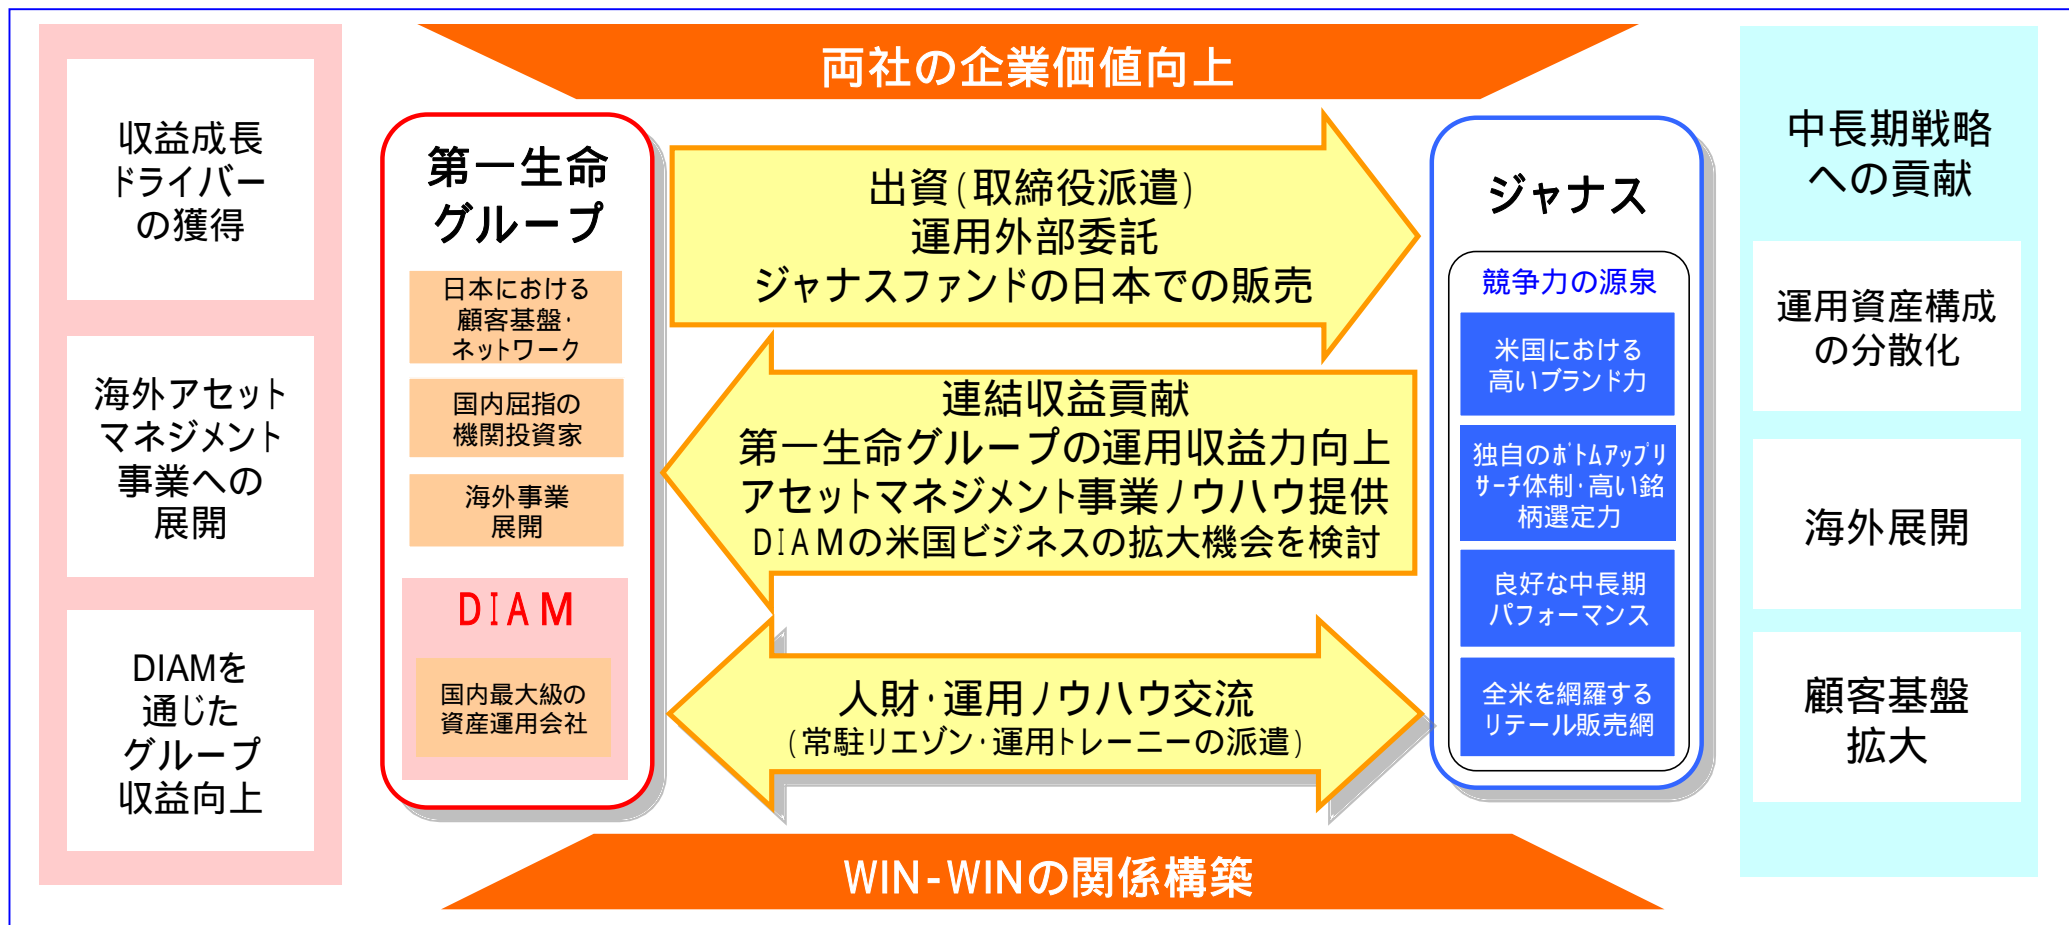 両社の企業価値向上
収益成長
ドライバー
の獲得
海外アセット
マネジメント
事業への
展開
DIAMを
通じた
グループ
収益向上
第一生命
グループ
日本における
顧客基盤・
ネットワーク
国内屈指の
機関投資家
海外事業
展開
DIAM
国内最大級の
資産運用会社
出資(取締役派遣)
運用外部委託
ジャナスファンドの日本での販売
連結収益貢献
第一生命グループの運用収益力向上
アセットマネジメント事業ノウハウ提供
DIAMの米国ビジネスの拡大機会を検討
人財・運用ノウハウ交流
(常駐リエゾン・運用トレーニーの派遣)
ジャナス
競争力の源泉
米国における
高いブランド力
独自のボトムアップリ
サーチ体制・高い銘
柄選定力
良好な中長期
パフォーマンス
全米を網羅する
リテール販売網
中長期戦略
への貢献
運用資産構成
の分散化
海外展開
顧客基盤
拡大
WIN-WINの関係構築